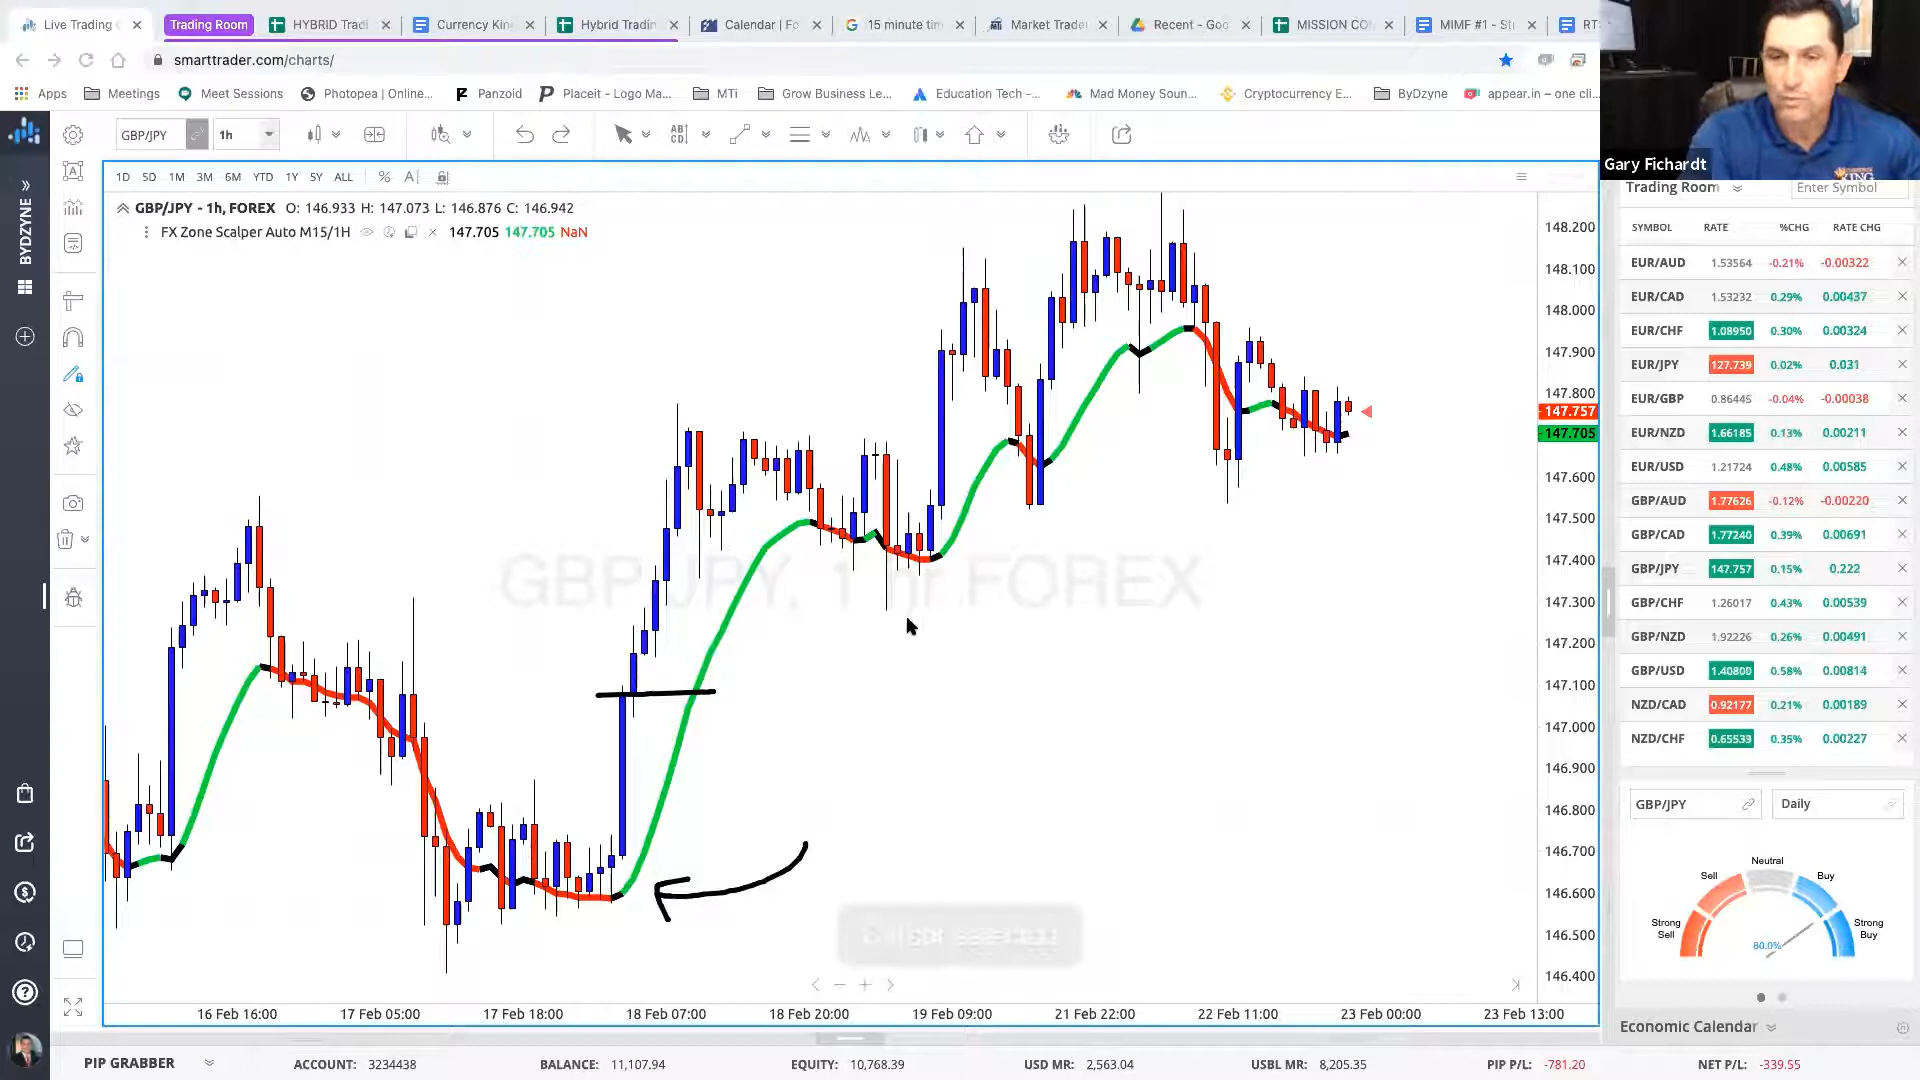 Live Trading
Trading Room
HYBRID Tradi
Currency Kin
Hybrid Tradin
Calendar | Fo
15 minute tim
Market Trade
Recent - Goo
MISSION CO
MIMF #1 - St
RT
smarttrader.com/charts/
Apps
Meetings
Meet Sessions
Photopea | Online...
Panzoid
Placeit - Logo Ma...
MTi
Grow Business Le...
Education Tech -...
Mad Money Soun...
Cryptocurrency E...
ByDzyne
appear.in – one cli...
Gary Fichardt
KING
BYDZYNE
GBP/JPY
1h
1D 5D 1M 3M 6M YTD 1Y 5Y ALL %
GBP/JPY - 1h, FOREX O: 146.933 H: 147.073 L: 146.876 C: 146.942
FX Zone Scalper Auto M15/1H 147.705 147.705 NaN
GBP/JPY, 1 hr, FOREX
148.200
148.100
148.000
147.900
147.800
147.757
147.705
147.600
147.500
147.400
147.300
147.200
147.100
147.000
146.900
146.800
146.700
146.600
146.500
146.400
16 Feb 16:00 17 Feb 05:00 17 Feb 18:00 18 Feb 07:00 18 Feb 20:00 19 Feb 09:00 21 Feb 22:00 22 Feb 11:00 23 Feb 00:00 23 Feb 13:00
Trading Room Enter Symbol
SYMBOL RATE %CHG RATE CHG
EUR/AUD 1.53564 -0.21% -0.00322
EUR/CAD 1.53232 0.29% 0.00437
EUR/CHF 1.08950 0.30% 0.00324
EUR/JPY 127.739 0.02% 0.031
EUR/GBP 0.86445 -0.04% -0.00038
EUR/NZD 1.66185 0.13% 0.00211
EUR/USD 1.21724 0.48% 0.00585
GBP/AUD 1.77626 -0.12% -0.00220
GBP/CAD 1.77240 0.39% 0.00691
GBP/JPY 147.757 0.15% 0.222
GBP/CHF 1.26017 0.43% 0.00539
GBP/NZD 1.92226 0.26% 0.00491
GBP/USD 1.40800 0.58% 0.00814
NZD/CAD 0.92177 0.21% 0.00189
NZD/CHF 0.65533 0.35% 0.00227
GBP/JPY Daily
Neutral
Sell Buy
Strong Sell
Strong Buy
80.0%
Economic Calendar
PIP GRABBER ACCOUNT: 3234438 BALANCE: 11,107.94 EQUITY: 10,768.39 USD MR: 2,563.04 USBL MR: 8,205.35 PIP P/L: -781.20 NET P/L: -339.55